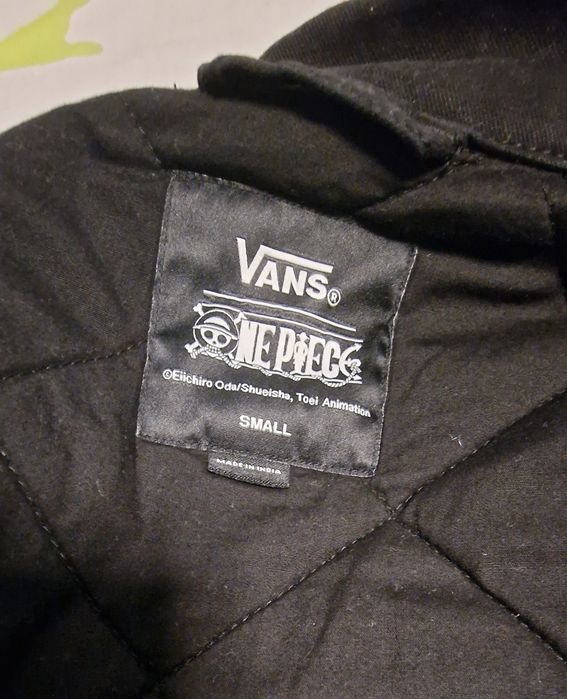 VANS®
ONE PIECE
©Eiichiro Oda/Shueisha, Toei Animation
SMALL
MADE IN INDIA